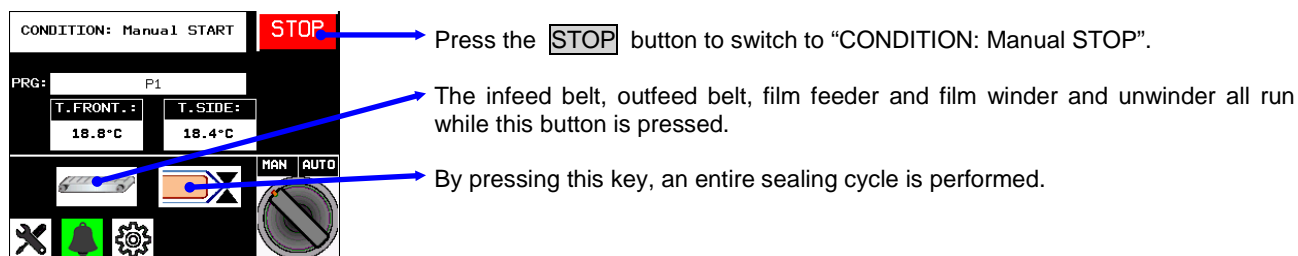 CONDITION: Manual START
STOP
Press the STOP button to switch to “CONDITION: Manual STOP”.
PRG: P1
The infeed belt, outfeed belt, film feeder and film winder and unwinder all run
while this button is pressed.
T.FRONT.: T.SIDE:
18.8°C 18.4°C
MAN AUTO
By pressing this key, an entire sealing cycle is performed.